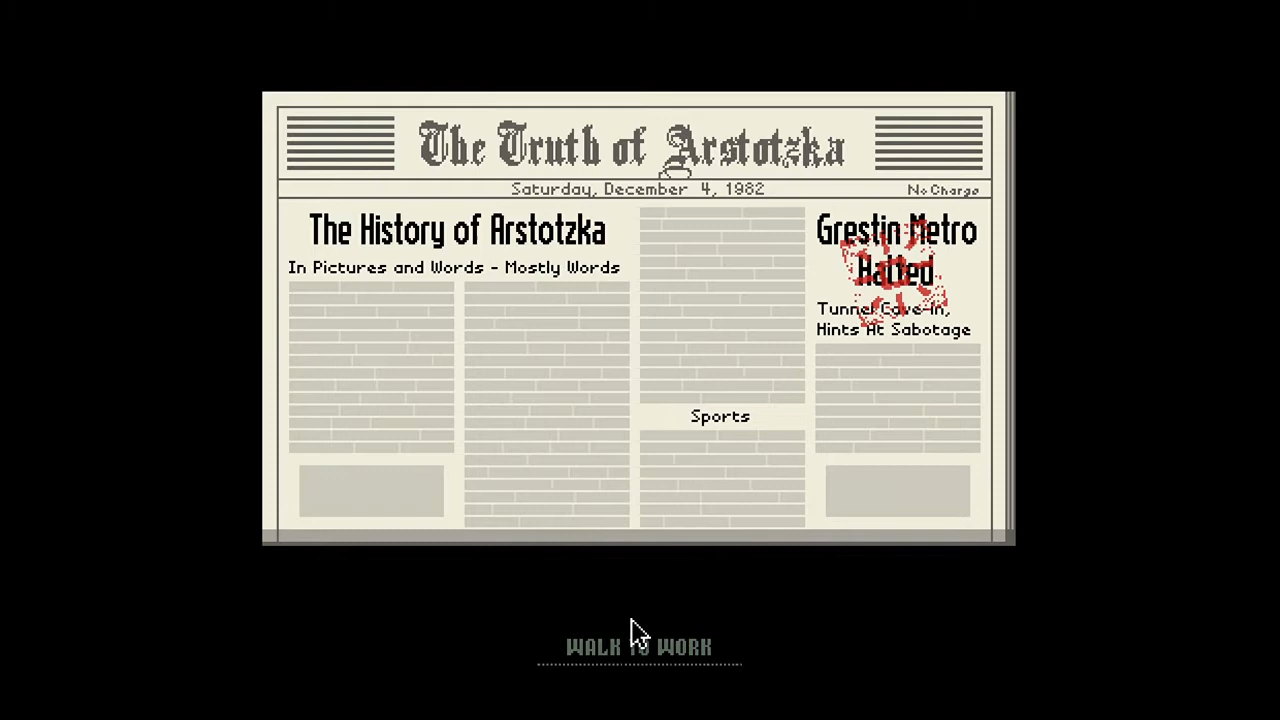 The Truth of Arstotzka
Saturday, December 4, 1982
No Charge
The History of Arstotzka
In Pictures and Words - Mostly Words
Sports
Grestin Metro
Halted
Tunnel Cave-In,
Hints At Sabotage
WALK TO WORK